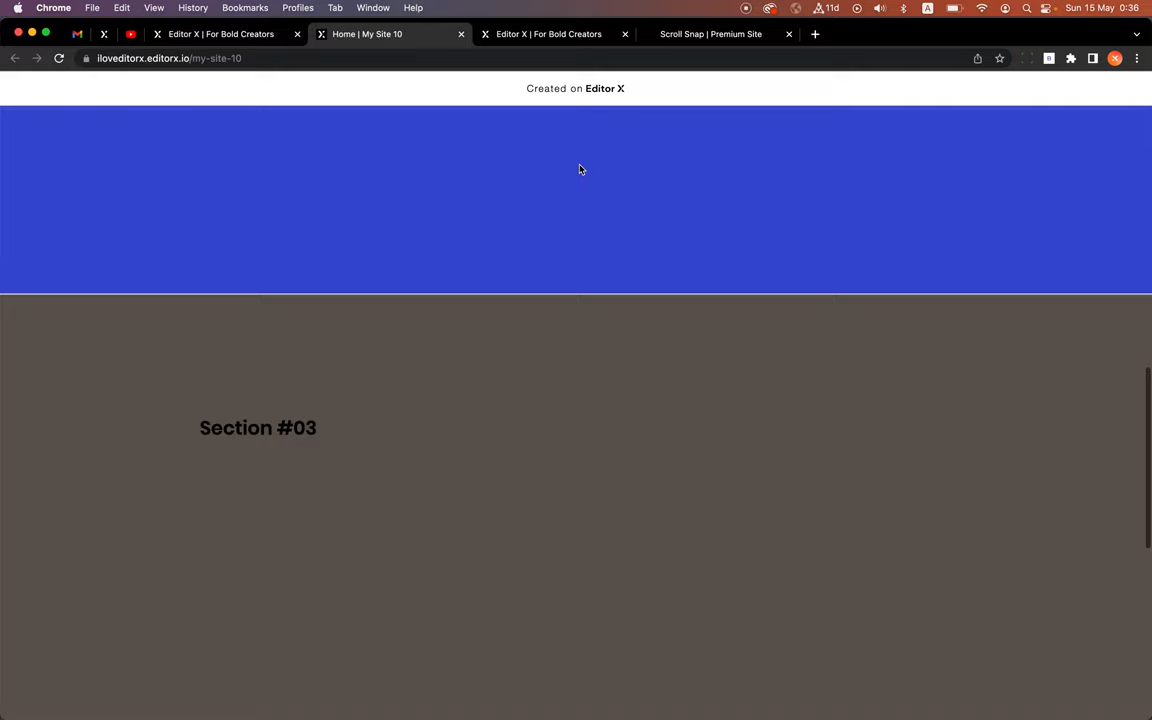 Chrome File Edit View History Bookmarks Profiles Tab Window Help 11d A Sun 15 May 0:36
Editor X | For Bold Creators Home | My Site 10 Editor X | For Bold Creators Scroll Snap | Premium Site
iloveditorx.editorx.io/my-site-10
Created on Editor X
Section #03